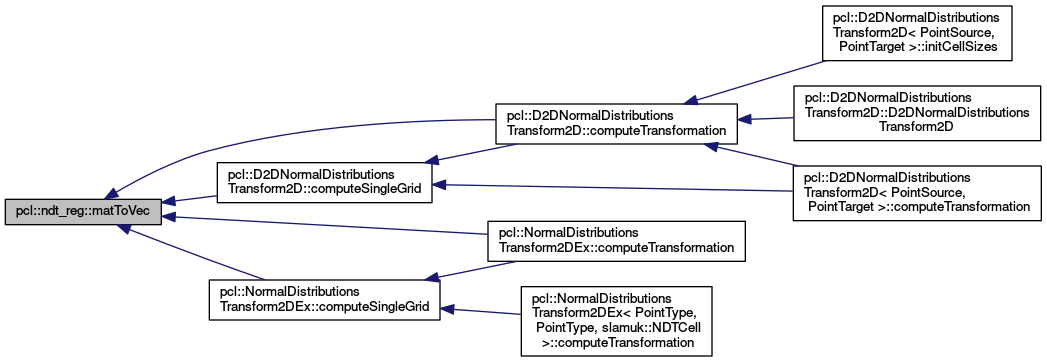 pcl::D2DNormalDistributions
Transform2D< PointSource,
PointTarget >::initCellSizes
pcl::D2DNormalDistributions
Transform2D::D2DNormalDistributions
Transform2D
pcl::D2DNormalDistributions
Transform2D::computeTransformation
pcl::D2DNormalDistributions
Transform2D::computeSingleGrid
pcl::D2DNormalDistributions
Transform2D< PointSource,
PointTarget >::computeTransformation
pcl::ndt_reg::matToVec
pcl::NormalDistributions
Transform2DEx::computeTransformation
pcl::NormalDistributions
Transform2DEx::computeSingleGrid
pcl::NormalDistributions
Transform2DEx< PointType,
PointType, slamuk::NDTCell
>::computeTransformation